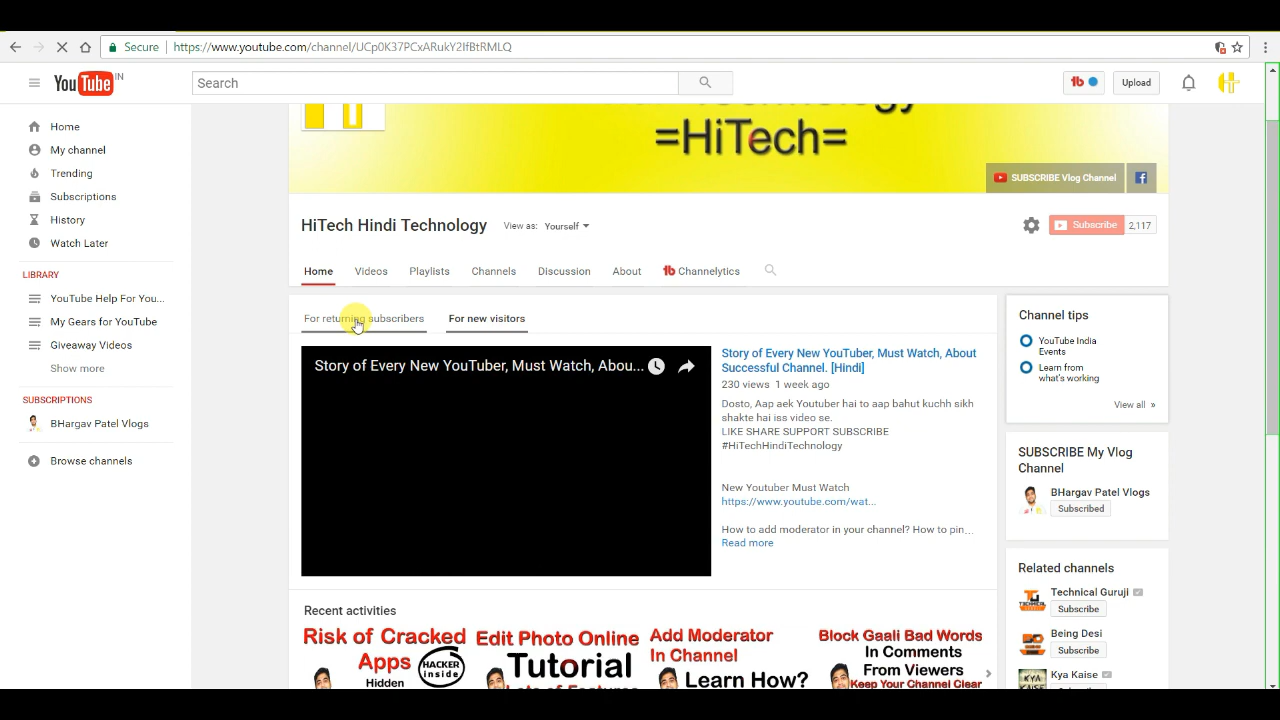 Secure
https://www.youtube.com/channel/UCp0K37PCxARukY2IfBtRMLQ
YouTube IN
Search
Upload
=HiTech=
SUBSCRIBE Vlog Channel
Home
My channel
Trending
Subscriptions
History
Watch Later
LIBRARY
YouTube Help For You...
My Gears for YouTube
Giveaway Videos
Show more
SUBSCRIPTIONS
BHargav Patel Vlogs
Browse channels
HiTech Hindi Technology
View as: Yourself
Subscribe 2,117
Home Videos Playlists Channels Discussion About Channelytics
For returning subscribers For new visitors
Story of Every New YouTuber, Must Watch, Abou...
Story of Every New YouTuber, Must Watch, About
Successful Channel. [Hindi]
230 views 1 week ago
Dosto, Aap aek Youtuber hai to aap bahut kuchh sikh
shakte hai iss video se.
LIKE SHARE SUPPORT SUBSCRIBE
#HiTechHindiTechnology
New Youtuber Must Watch
https://www.youtube.com/wat...
How to add moderator in your channel? How to pin...
Read more
Recent activities
Risk of Cracked
Apps
HACKER
inside
Hidden
Edit Photo Online
Tutorial
Lots of Features
Add Moderator
In Channel
Learn How?
Block Gaali Bad Words
In Comments
From Viewers
Keep Your Channel Clear
Channel tips
YouTube India
Events
Learn from
what's working
View all »
SUBSCRIBE My Vlog
Channel
BHargav Patel Vlogs
Subscribed
Related channels
Technical Guruji
Subscribe
Being Desi
Subscribe
Kya Kaise